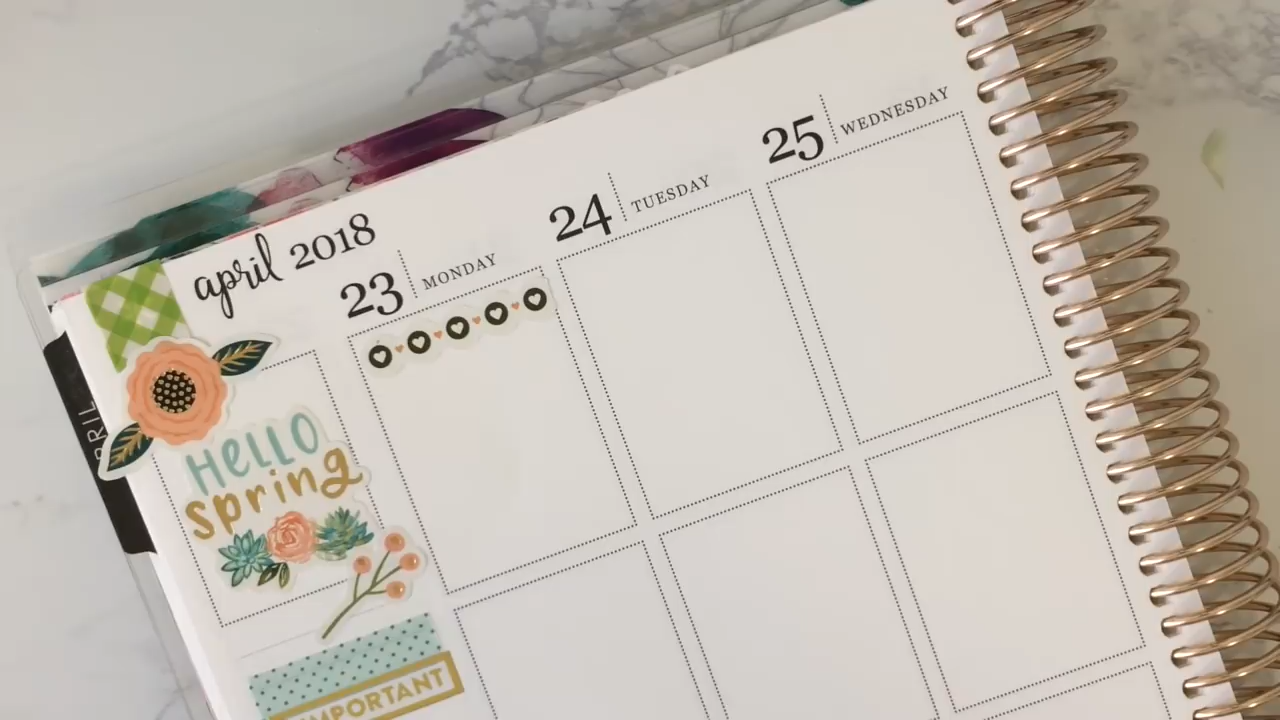 april 2018
23 MONDAY
24 TUESDAY
25 WEDNESDAY
HELLO
spring
IMPORTANT